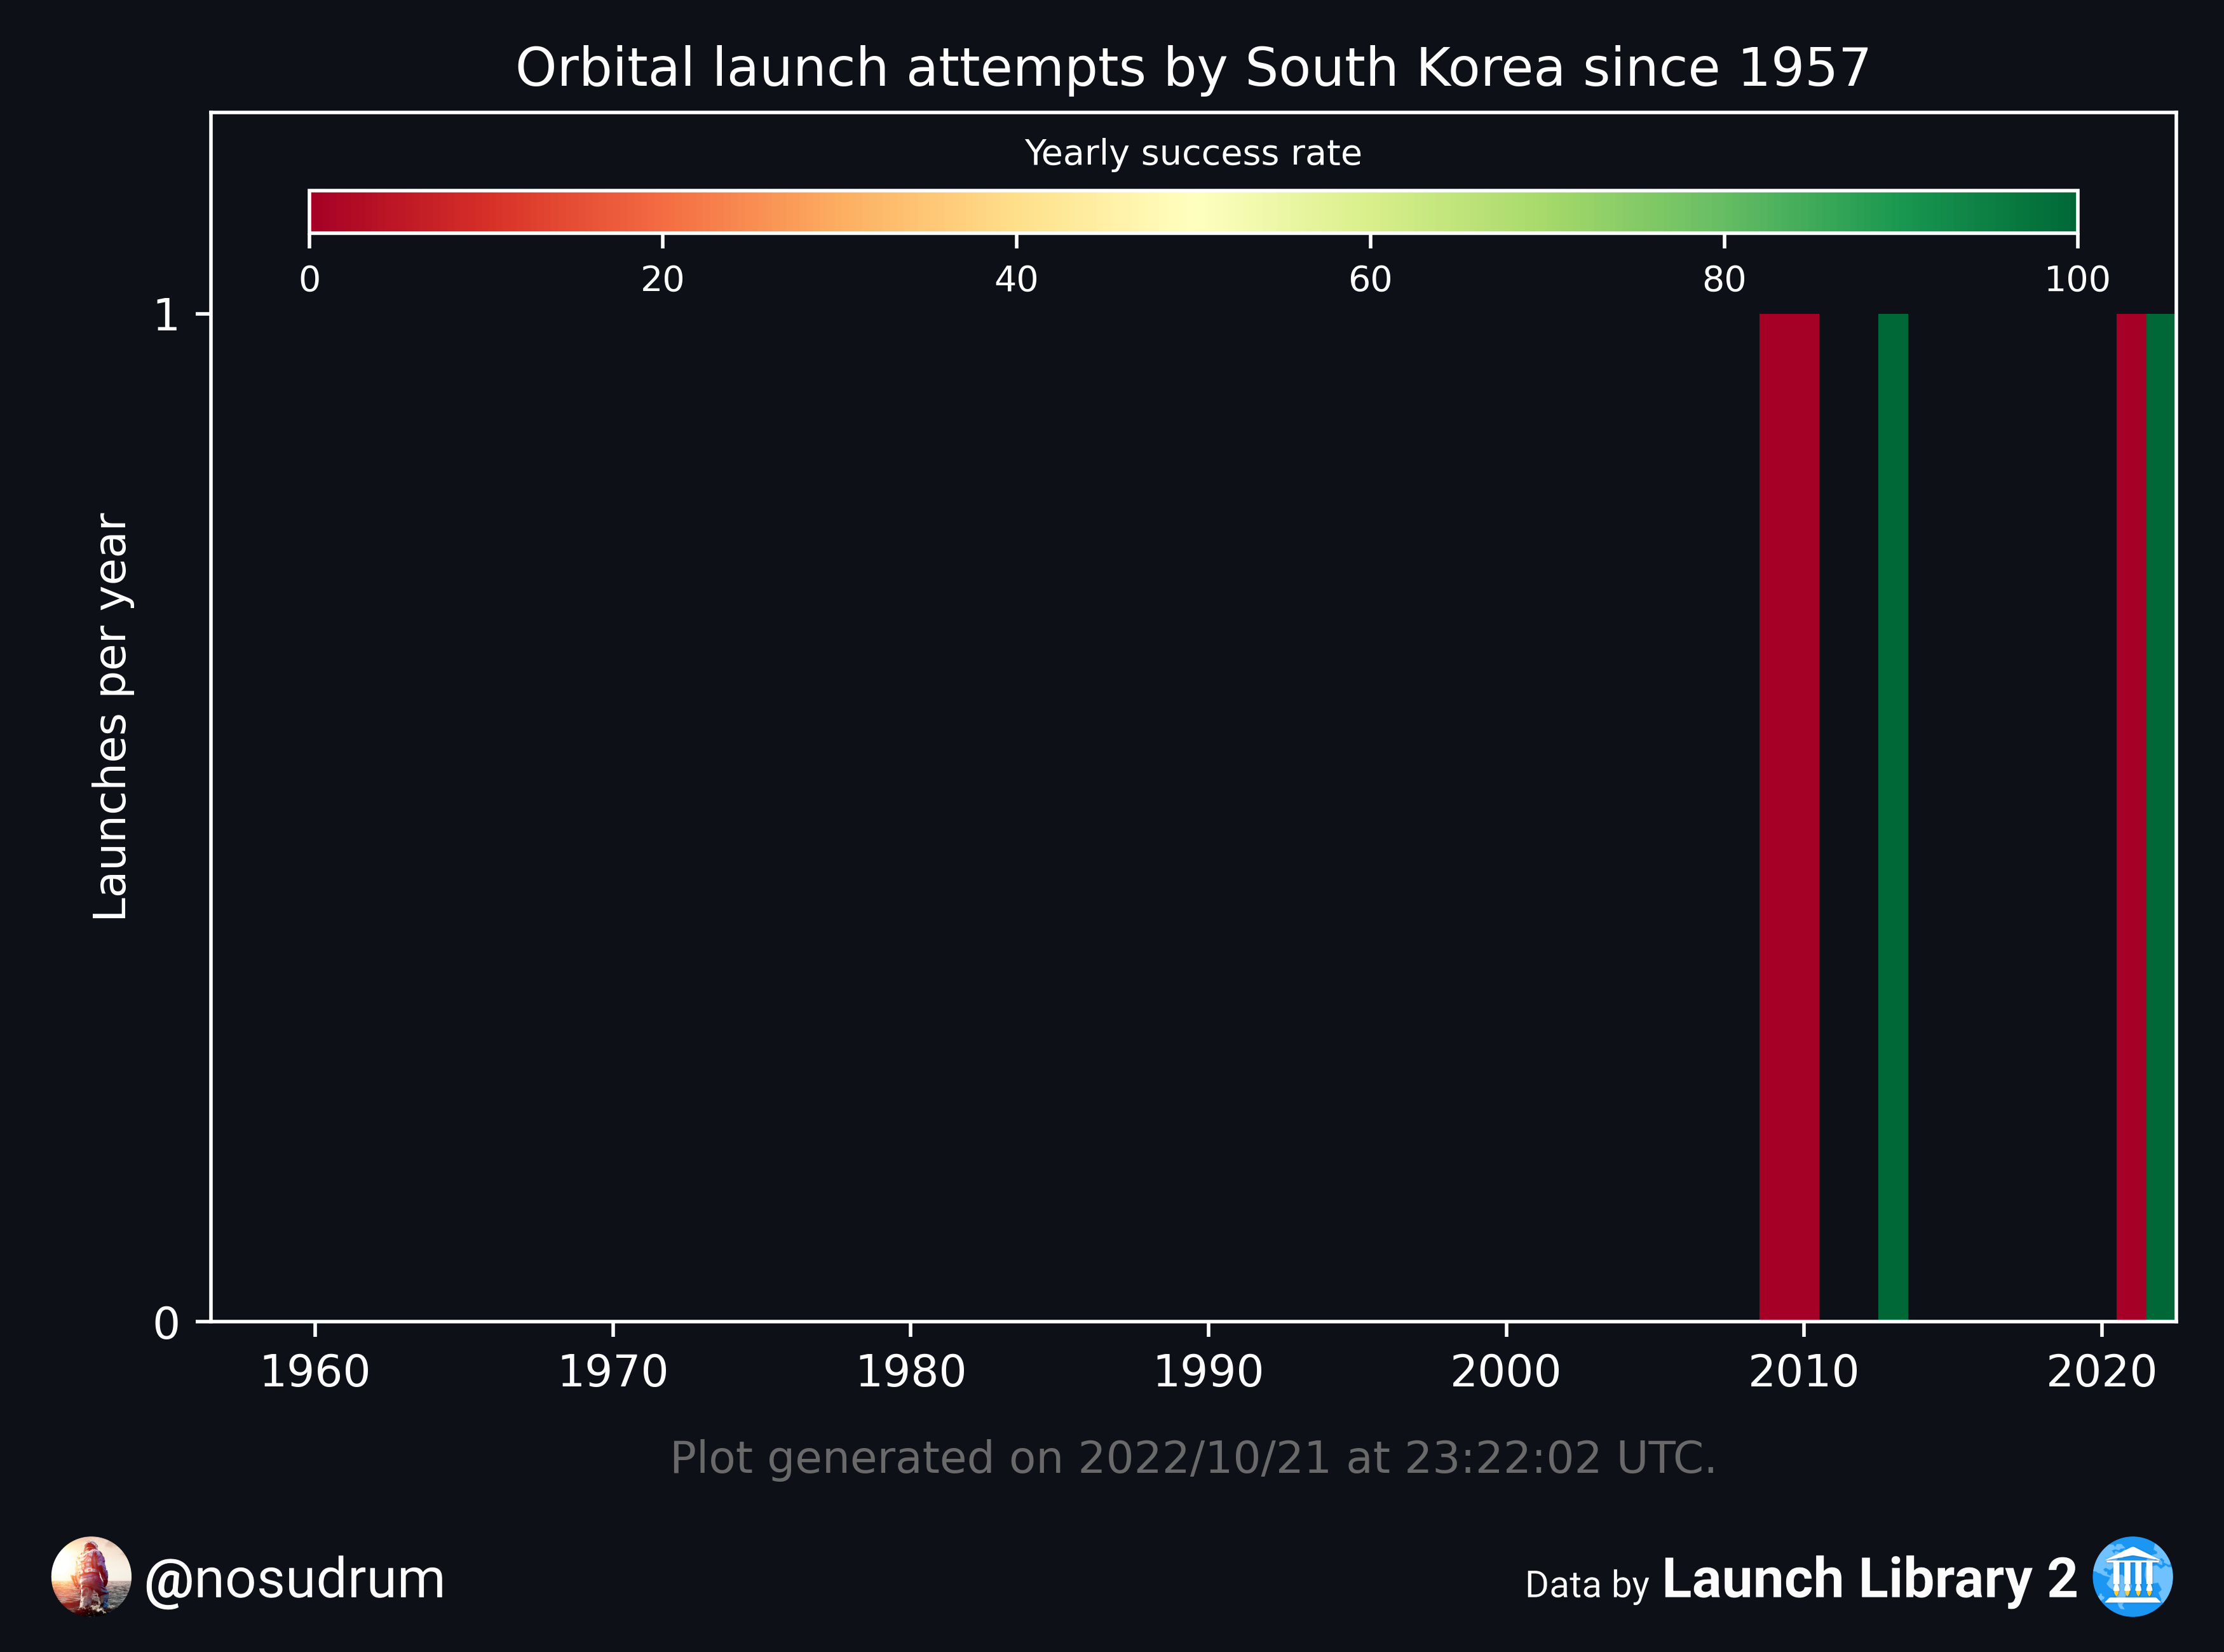 Orbital launch attempts by South Korea since 1957
Yearly success rate
0 20 40 60 80 100
Launches per year
1
0
1960 1970 1980 1990 2000 2010 2020
Plot generated on 2022/10/21 at 23:22:02 UTC.
@nosudrum
Data by Launch Library 2